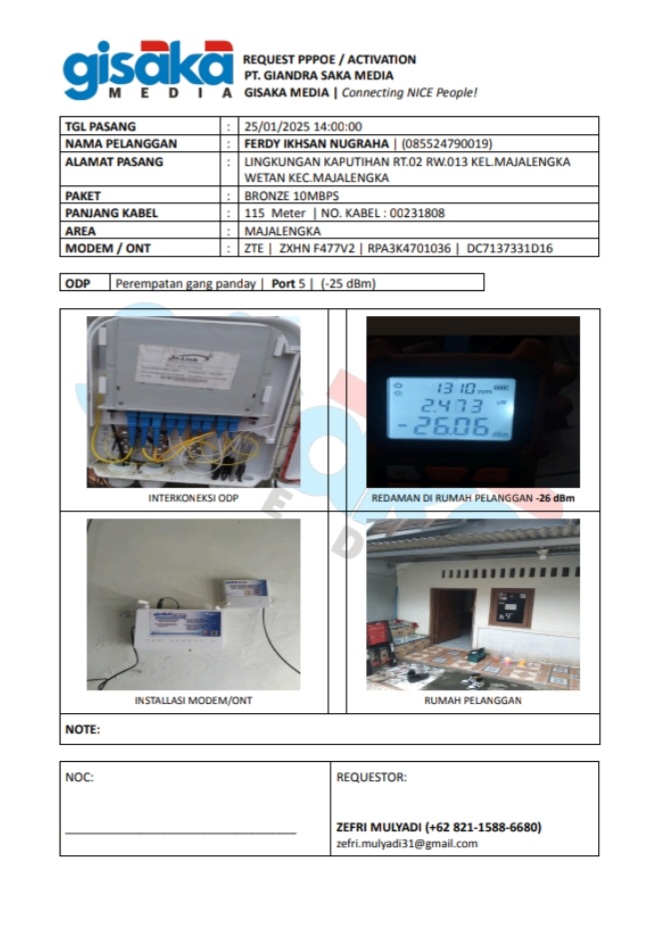 gisaka
MEDIA
REQUEST PPPOE / ACTIVATION
PT. GIANDRA SAKA MEDIA
GISAKA MEDIA | Connecting NICE People!
TGL PASANG : 25/01/2025 14:00:00
NAMA PELANGGAN : FERDY IKHSAN NUGRAHA | (085524790019)
ALAMAT PASANG : LINGKUNGAN KAPUTIHAN RT.02 RW.013 KEL.MAJALENGKA
WETAN KEC.MAJALENGKA
PAKET : BRONZE 10MBPS
PANJANG KABEL : 115 Meter | NO. KABEL : 00231808
AREA : MAJALENGKA
MODEM / ONT : ZTE | ZXHN F477V2 | RPA3K4701036 | DC7137331D16
ODP Perempatan gang panday | Port 5 | (-25 dBm)
1310 nm
2.473 uW
-26.06 dBm
INTERKONEKSI ODP
REDAMAN DI RUMAH PELANGGAN -26 dBm
INSTALLASI MODEM/ONT
RUMAH PELANGGAN
NOTE:
NOC:
REQUESTOR:
ZEFRI MULYADI (+62 821-1588-6680)
zefri.mulyadi31@gmail.com